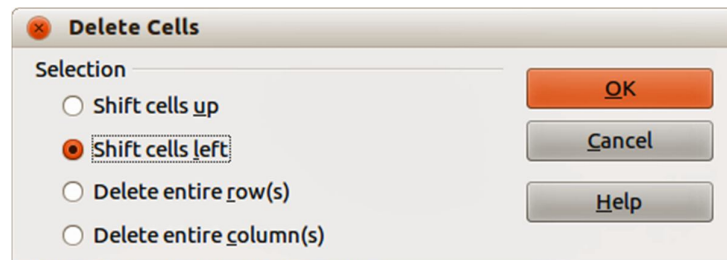 Delete Cells
Selection
Shift cells up
Shift cells left
Delete entire row(s)
Delete entire column(s)
OK
Cancel
Help